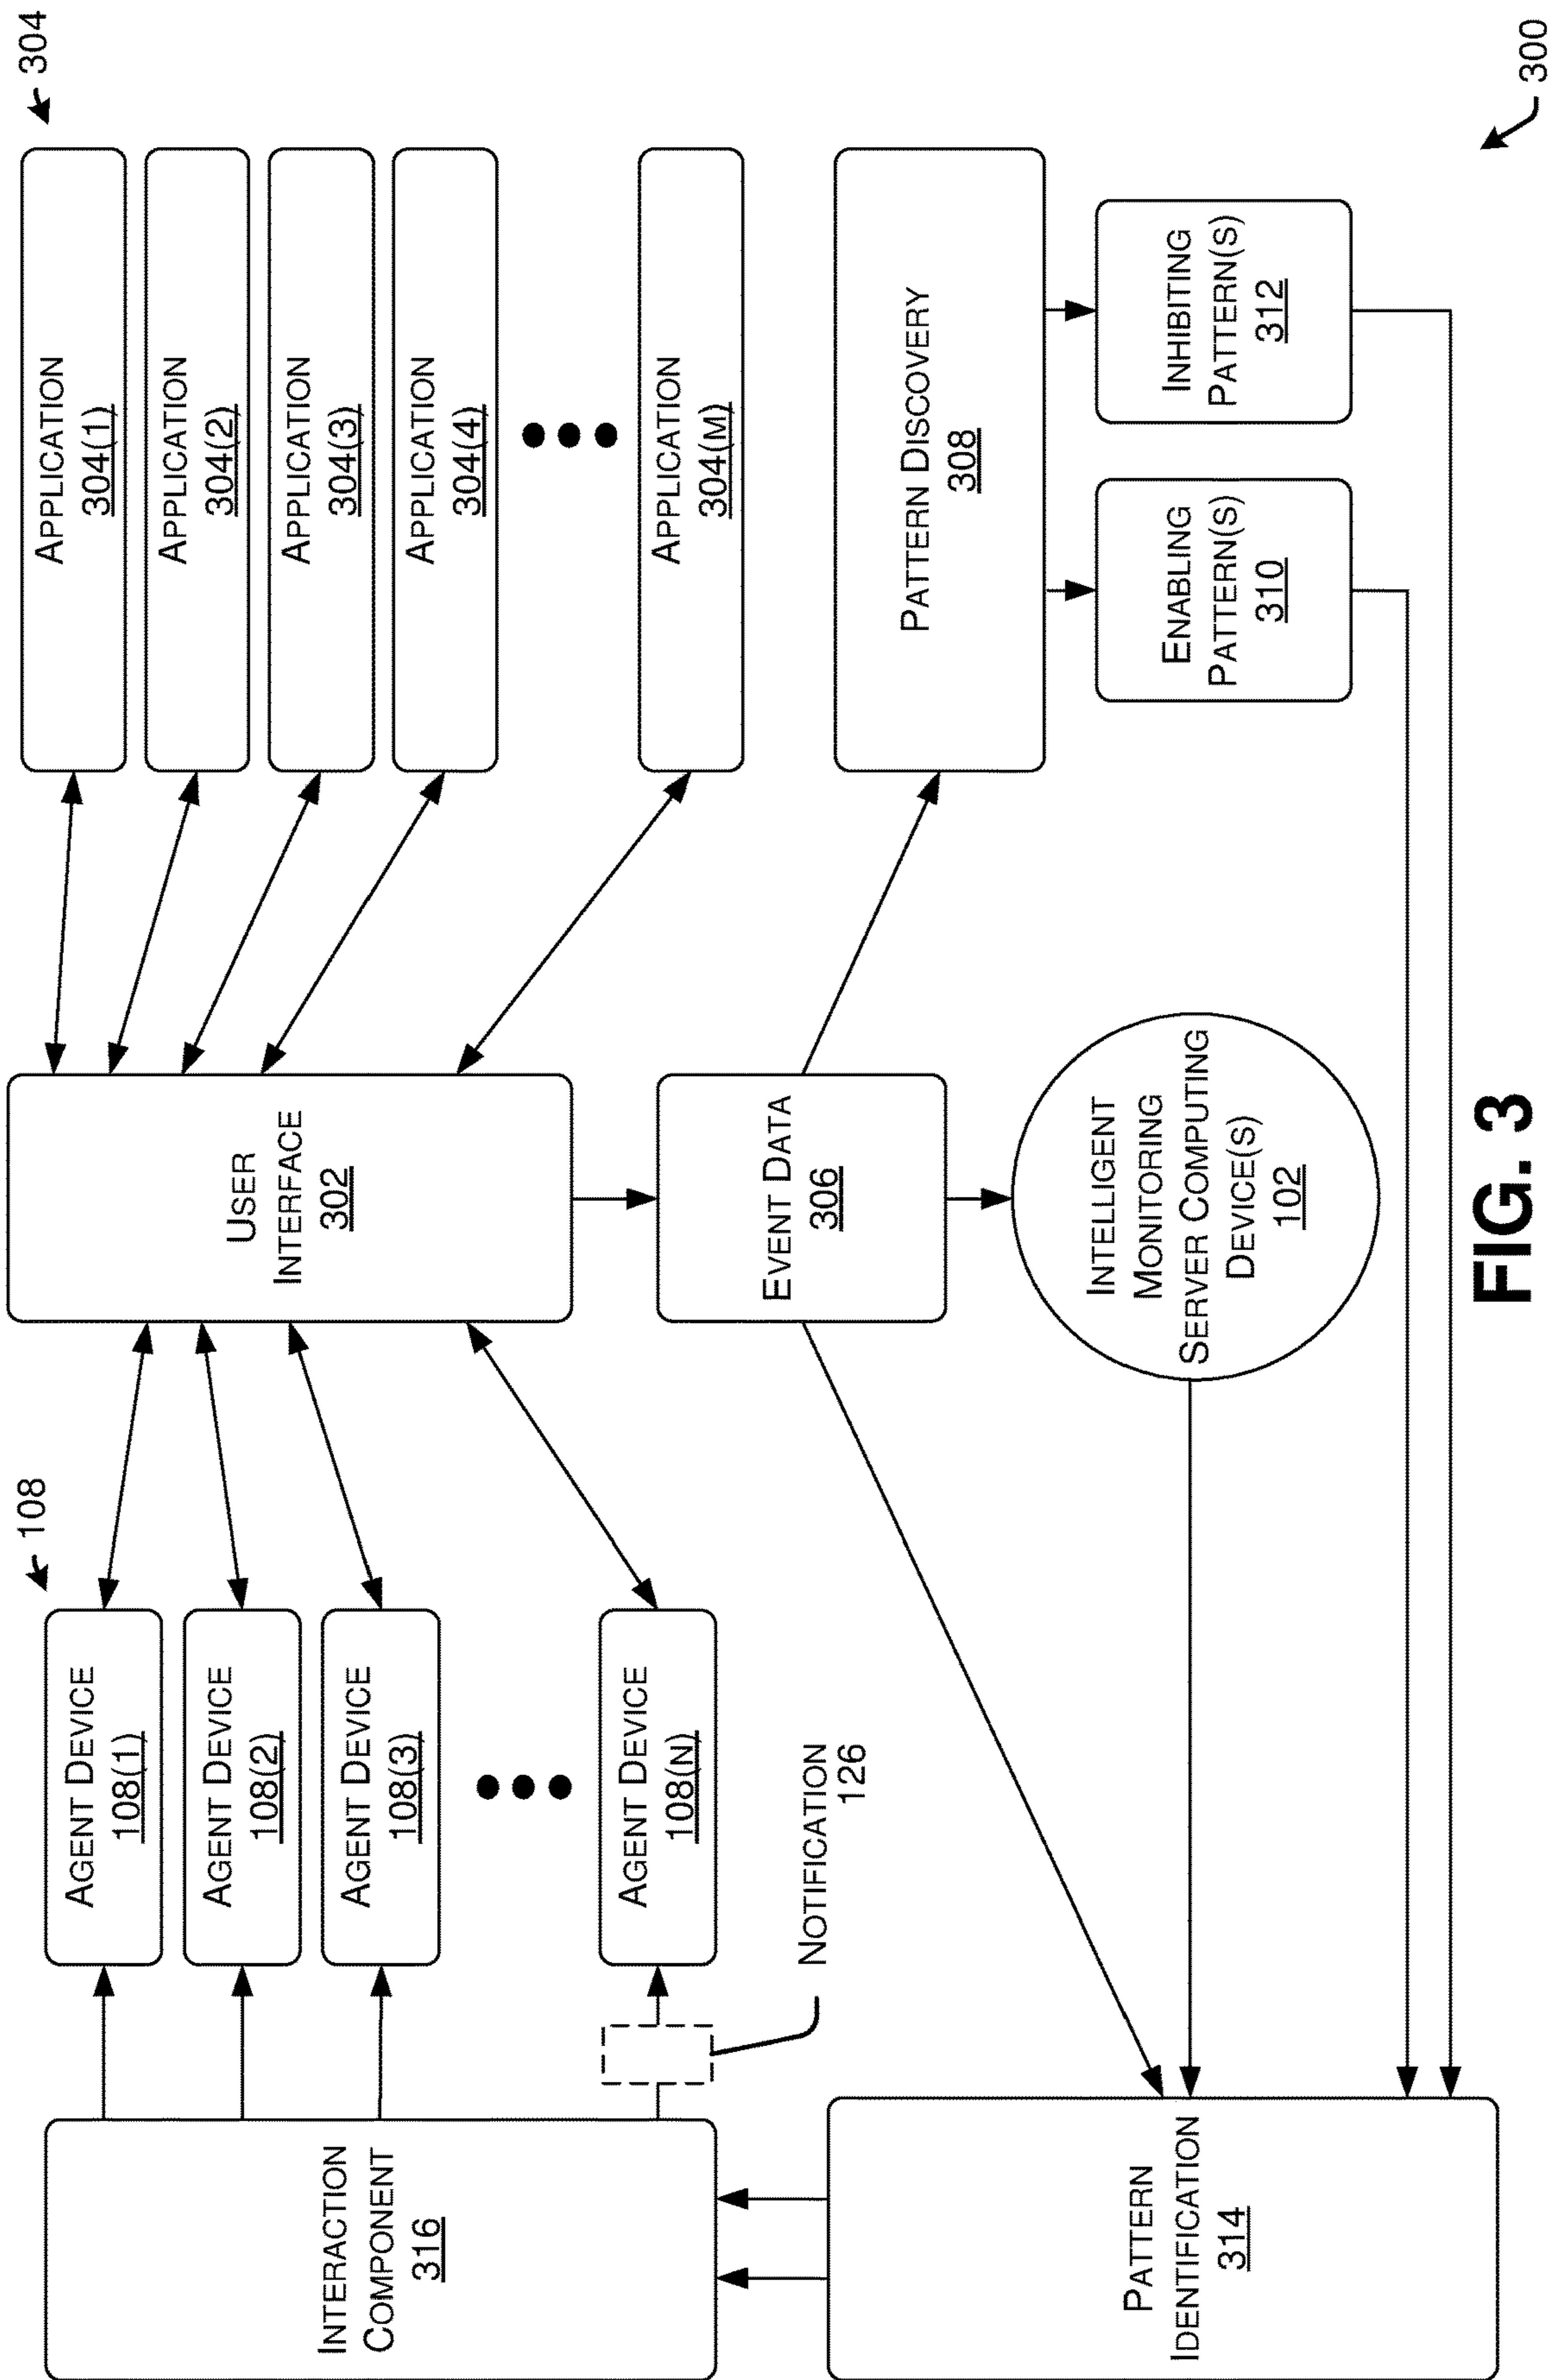 108
304
INTERACTION
COMPONENT
316
AGENT DEVICE
108(1)
AGENT DEVICE
108(2)
AGENT DEVICE
108(3)
AGENT DEVICE
108(N)
NOTIFICATION
126
USER
INTERFACE
302
APPLICATION
304(1)
APPLICATION
304(2)
APPLICATION
304(3)
APPLICATION
304(4)
APPLICATION
304(M)
EVENT DATA
306
PATTERN DISCOVERY
308
PATTERN
IDENTIFICATION
314
INTELLIGENT
MONITORING
SERVER COMPUTING
DEVICE(S)
102
ENABLING
PATTERN(S)
310
INHIBITING
PATTERN(S)
312
FIG. 3
300